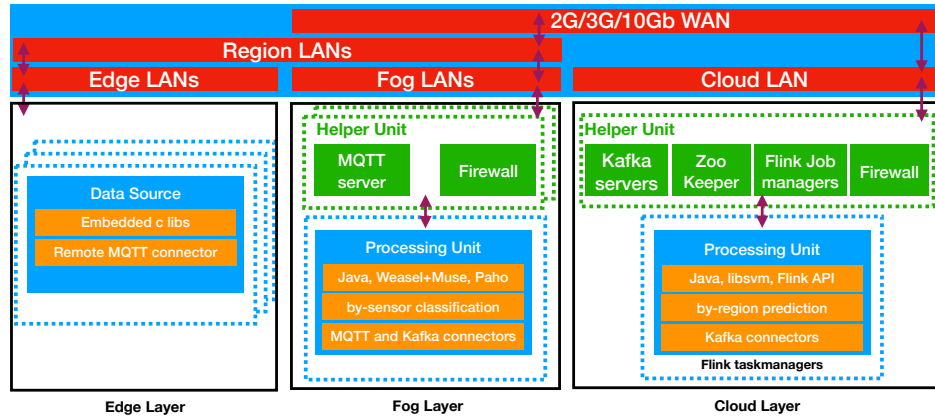 2G/3G/10Gb WAN
Region LANs
Edge LANs
Fog LANs
Cloud LAN
Data Source
Embedded c libs
Remote MQTT connector
Edge Layer
Helper Unit
MQTT
server
Firewall
Processing Unit
Java, Weasel+Muse, Paho
by-sensor classification
MQTT and Kafka connectors
Fog Layer
Helper Unit
Kafka
servers
Zoo
Keeper
Flink Job
managers
Firewall
Processing Unit
Java, libsvm, Flink API
by-region prediction
Kafka connectors
Flink taskmanagers
Cloud Layer